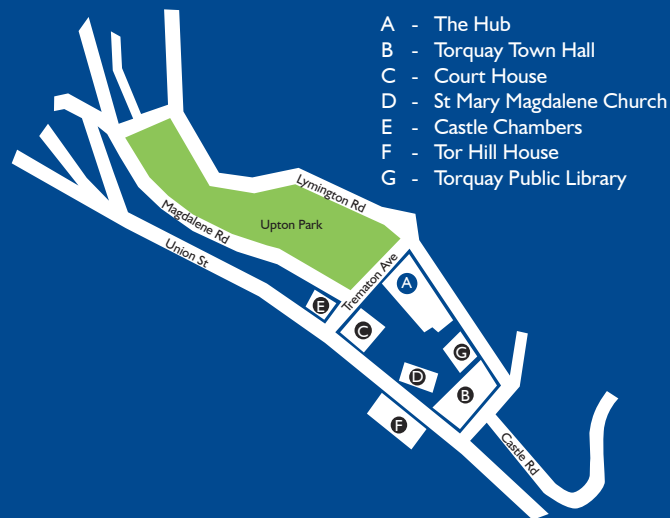 A - The Hub
B - Torquay Town Hall
C - Court House
D - St Mary Magdalene Church
E - Castle Chambers
F - Tor Hill House
G - Torquay Public Library
Lymington Rd
Magdalene Rd
Upton Park
Union St
Trematon Ave
A
E
C
G
D
B
F
Castle Rd